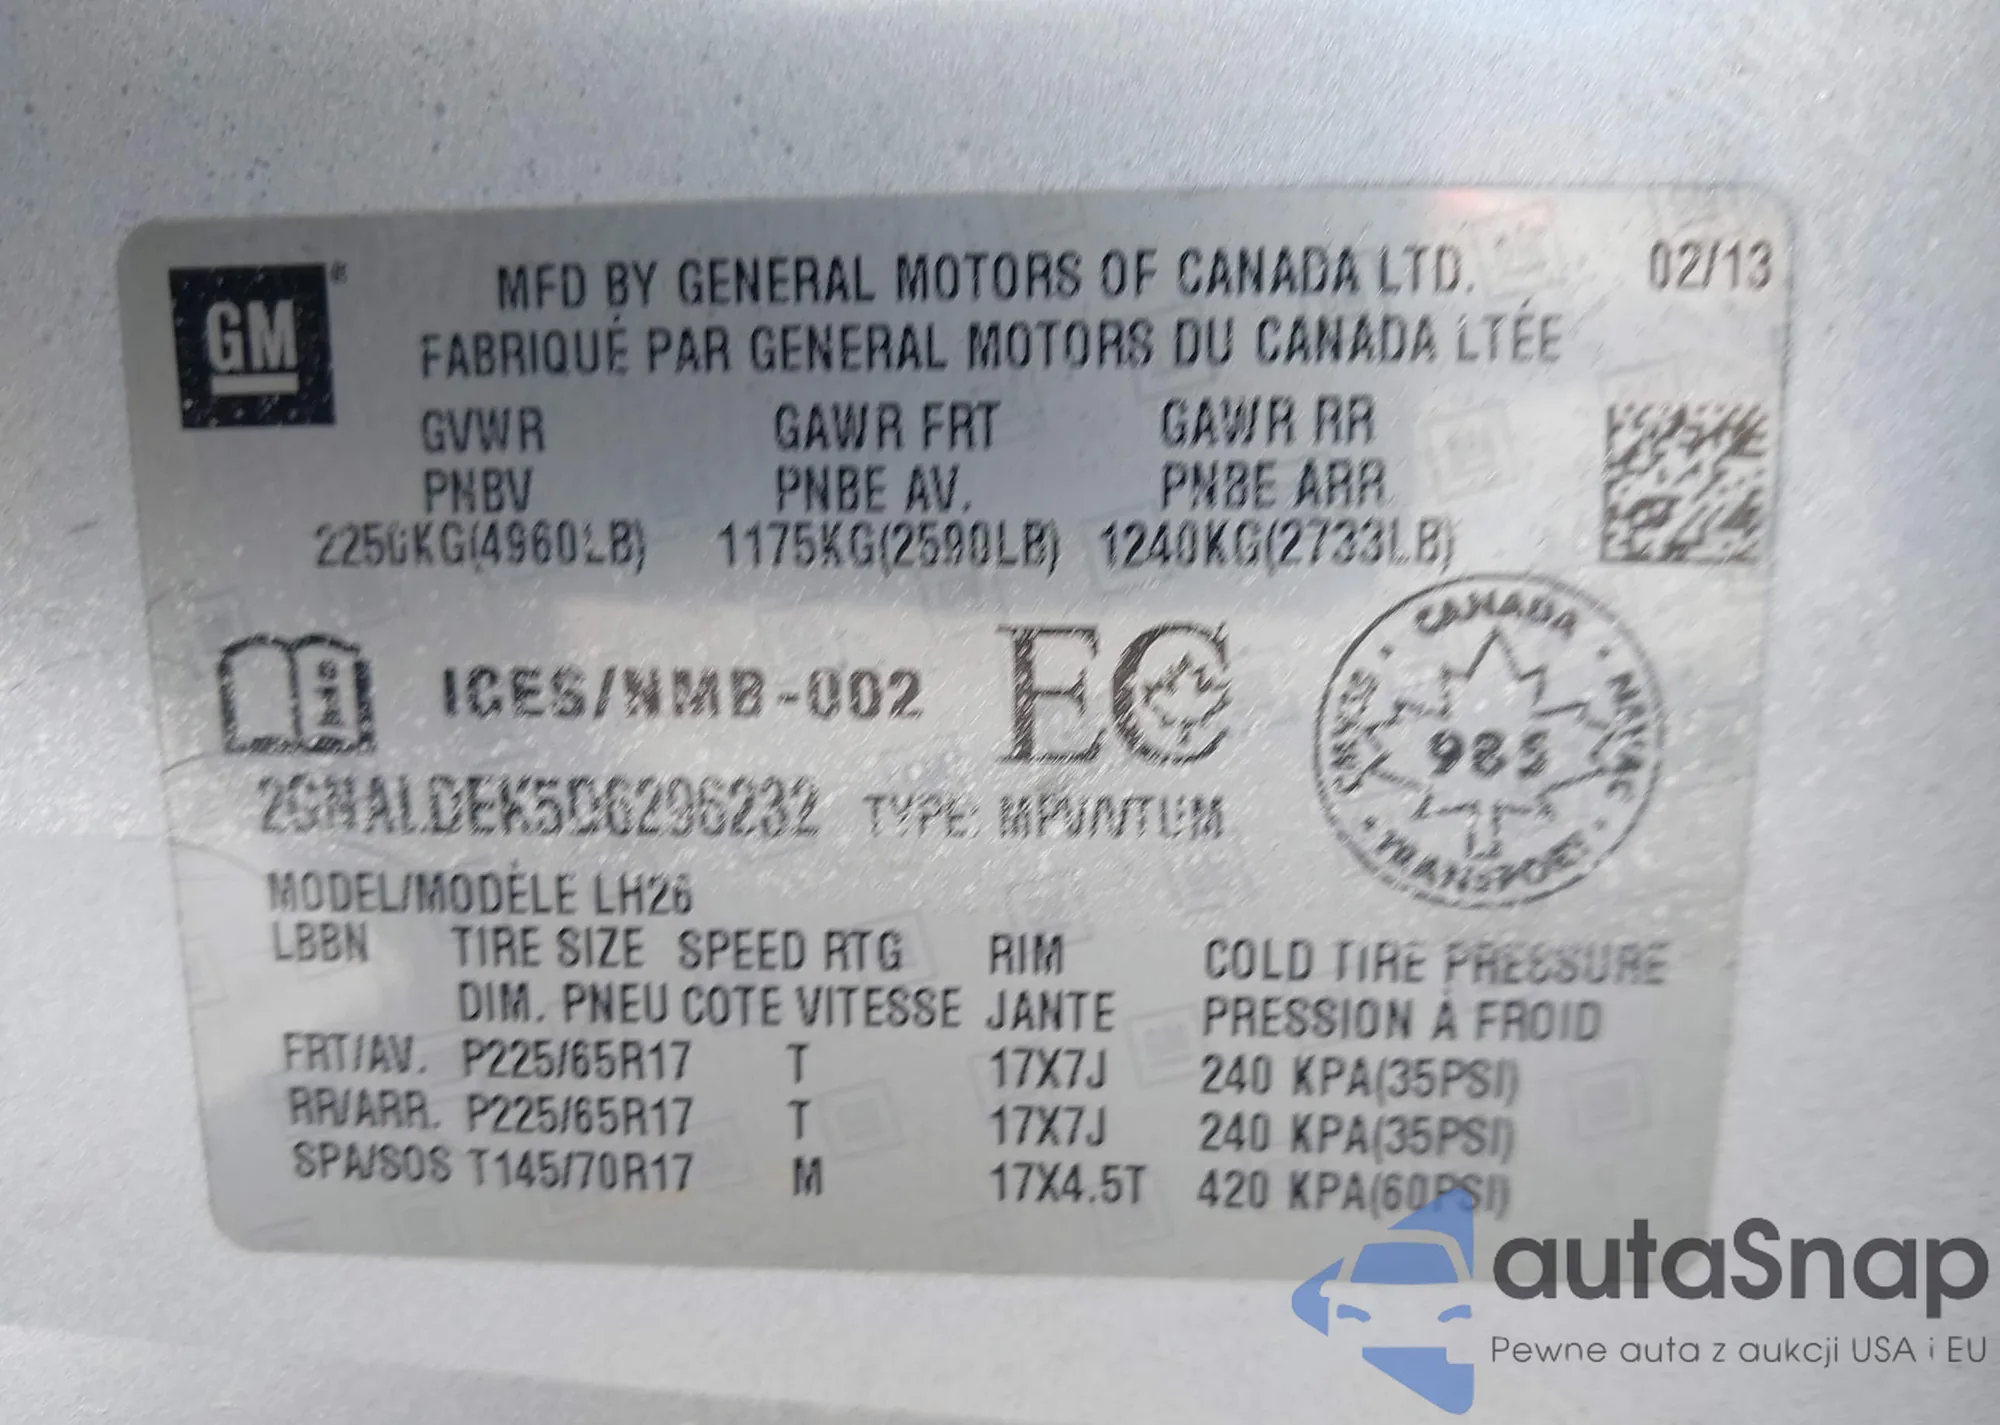 GM®
MFD BY GENERAL MOTORS OF CANADA LTD. 02/13
FABRIQUÉ PAR GENERAL MOTORS DU CANADA LTÉE
GVWR GAWR FRT GAWR RR
PNBV PNBE AV. PNBE ARR.
2250KG(4960LB) 1175KG(2590LB) 1240KG(2733LB)
ICES/NMB-002 EC
CANADA
TRANSPORT
2GNALDEK5D6296232 TYPE: MPV/VTUM
MODEL/MODÈLE LH26
LBBN TIRE SIZE SPEED RTG RIM COLD TIRE PRESSURE
DIM. PNEU COTE VITESSE JANTE PRESSION À FROID
FRT/AV. P225/65R17 T 17X7J 240 KPA(35PSI)
RR/ARR. P225/65R17 T 17X7J 240 KPA(35PSI)
SPA/SOS T145/70R17 M 17X4.5T 420 KPA(60PSI)
autaSnap
Pewne auta z aukcji USA i EU